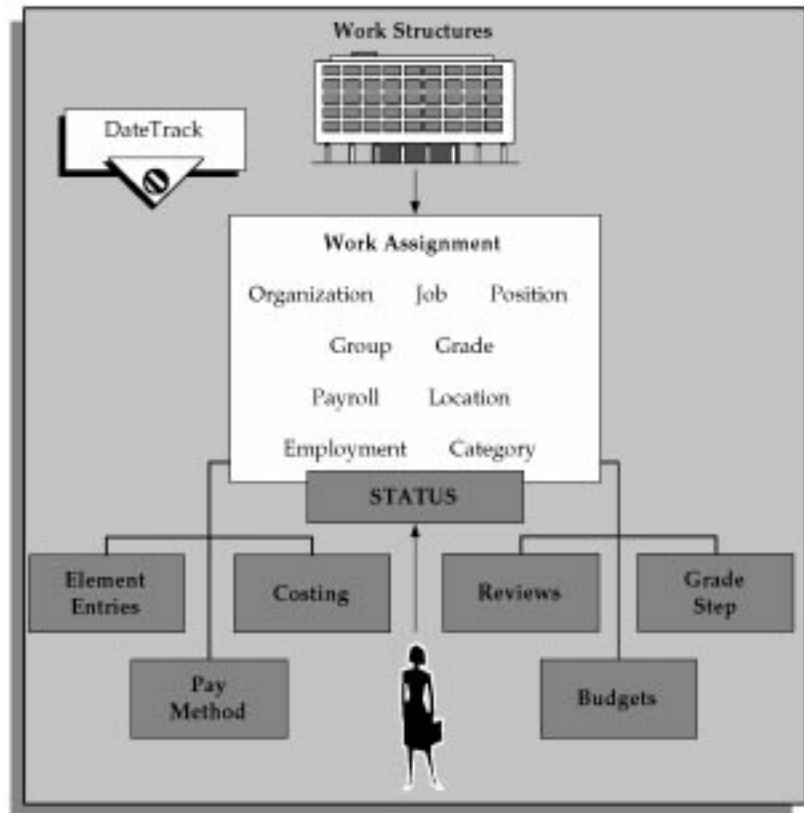 Work Structures
DateTrack
Work Assignment
Organization Job Position
Group Grade
Payroll Location
Employment Category
STATUS
Element
Entries
Costing
Reviews
Grade
Step
Pay
Method
Budgets